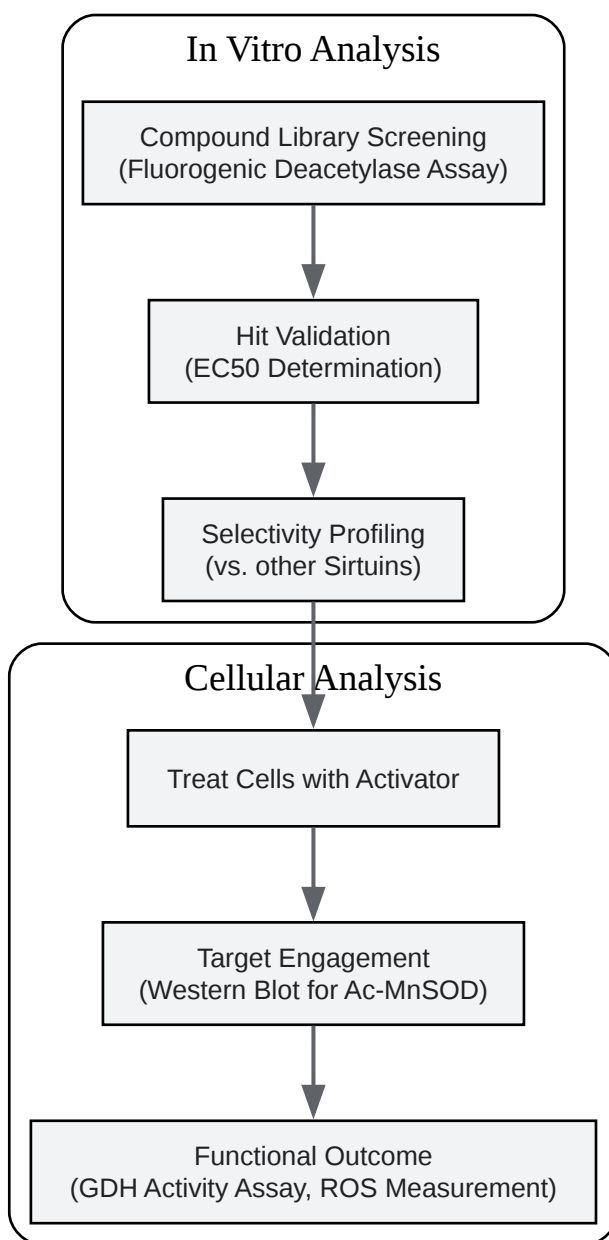 In Vitro Analysis
Compound Library Screening
(Fluorogenic Deacetylase Assay)
Hit Validation
(EC50 Determination)
Selectivity Profiling
(vs. other Sirtuins)
Cellular Analysis
Treat Cells with Activator
Target Engagement
(Western Blot for Ac-MnSOD)
Functional Outcome
(GDH Activity Assay, ROS Measurement)